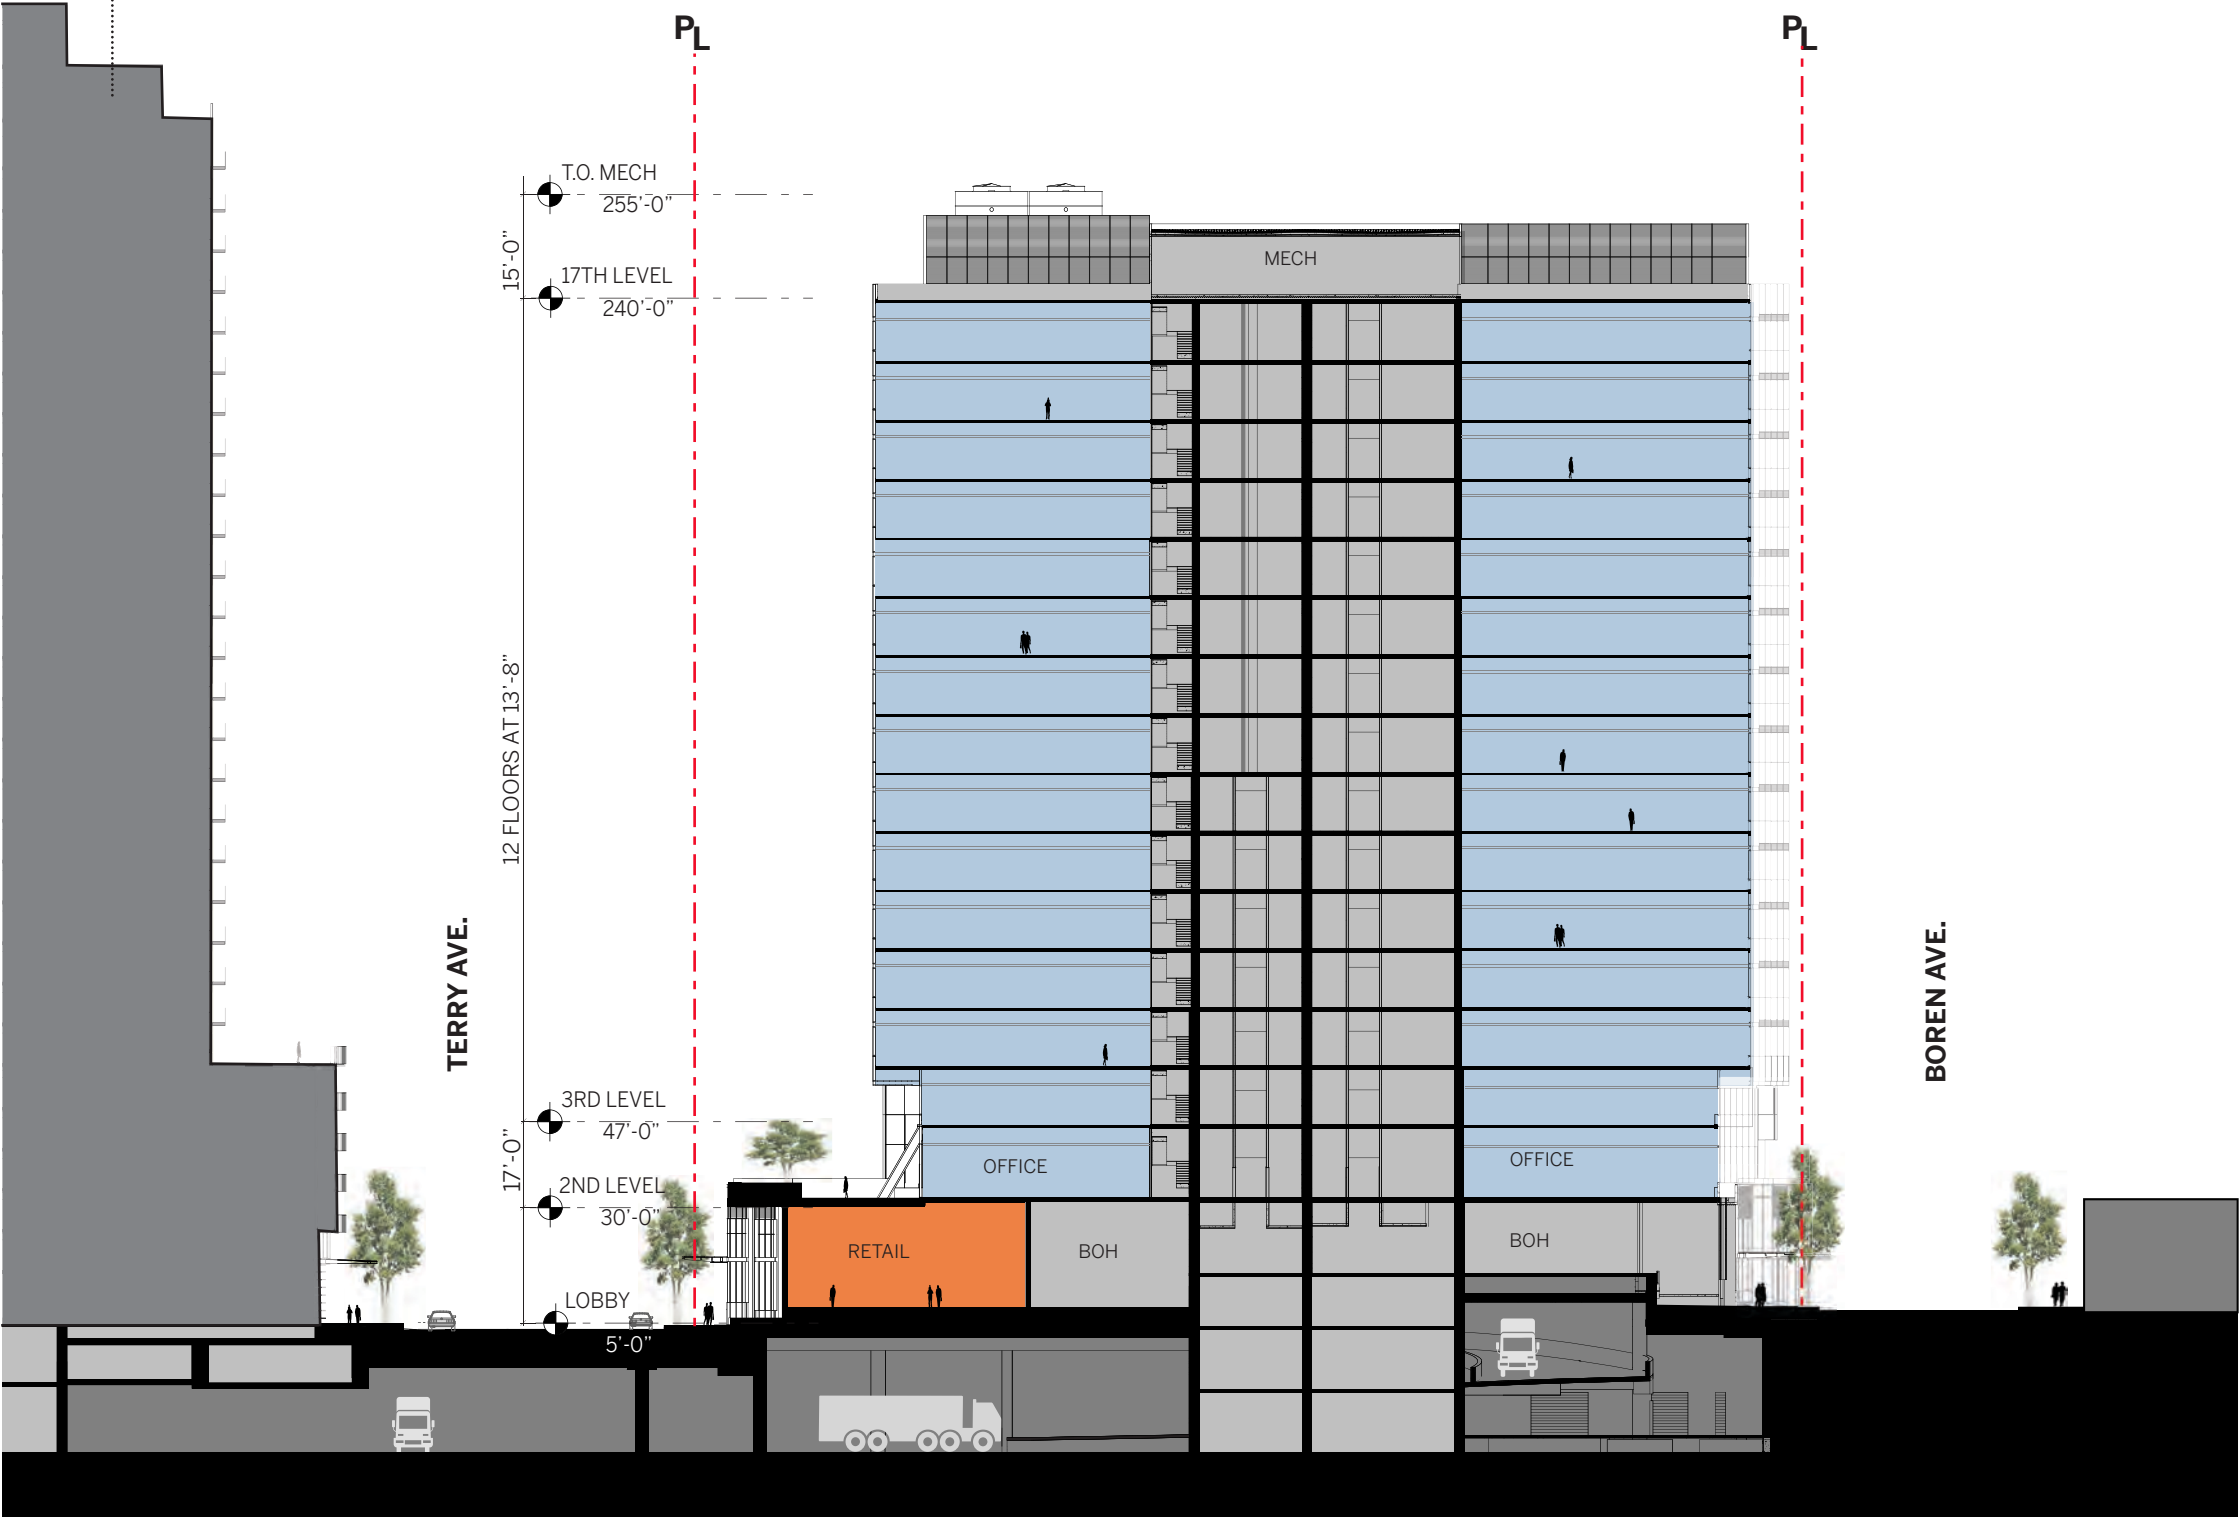 PL
PL
T.O. MECH
255'-0"
15'-0"
17TH LEVEL
240'-0"
MECH
12 FLOORS AT 13'-8"
TERRY AVE.
BOREN AVE.
3RD LEVEL
47'-0"
17'-0"
OFFICE
OFFICE
2ND LEVEL
30'-0"
RETAIL
BOH
BOH
LOBBY
5'-0"